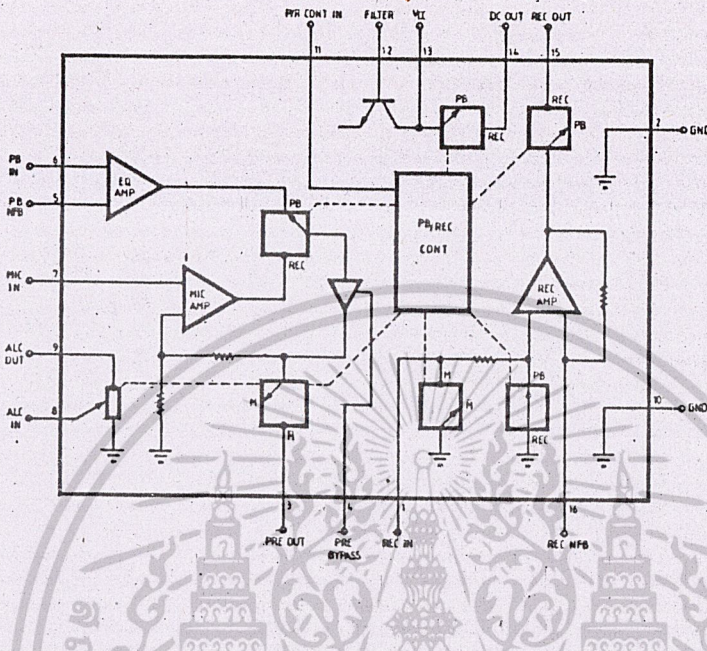 P/R CONT IN FILTER VCC DC OUT REC OUT
11 12 13 14 15
PB
REC
REC
PB
2 GND
PB
IN
6
EQ
AMP
PB
NFB
5
PB
REC
PB/REC
CONT
MIC
IN
7
MIC
AMP
REC
AMP
ALC
OUT
9
ALC
IN
8
M
M̅
M
M̅
PB
REC
10 GND
3 4 1 16
PRE OUT
PRE
BYPASS
REC IN
REC NFB